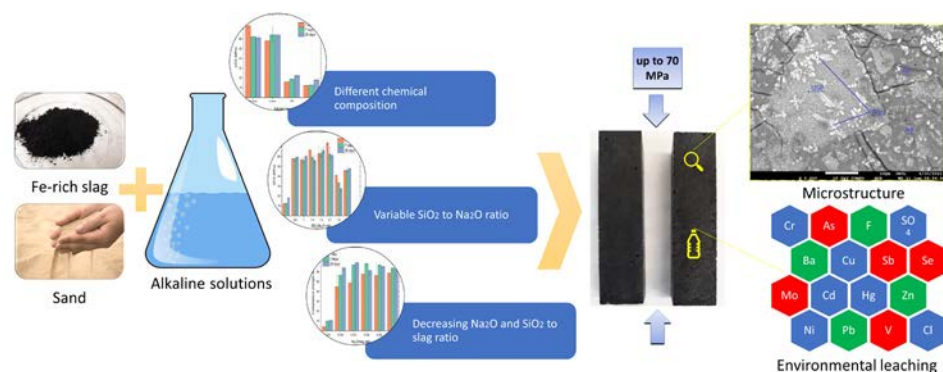 Fe-rich slag
Sand
Alkaline solutions
Different chemical
composition
Variable SiO2 to Na2O ratio
Decreasing Na2O and SiO2 to
slag ratio
up to 70
MPa
Microstructure
Cr
As
F
SO
4
Ba
Cu
Sb
Se
Mo
Cd
Hg
Zn
Ni
Pb
V
Cl
Environmental leaching